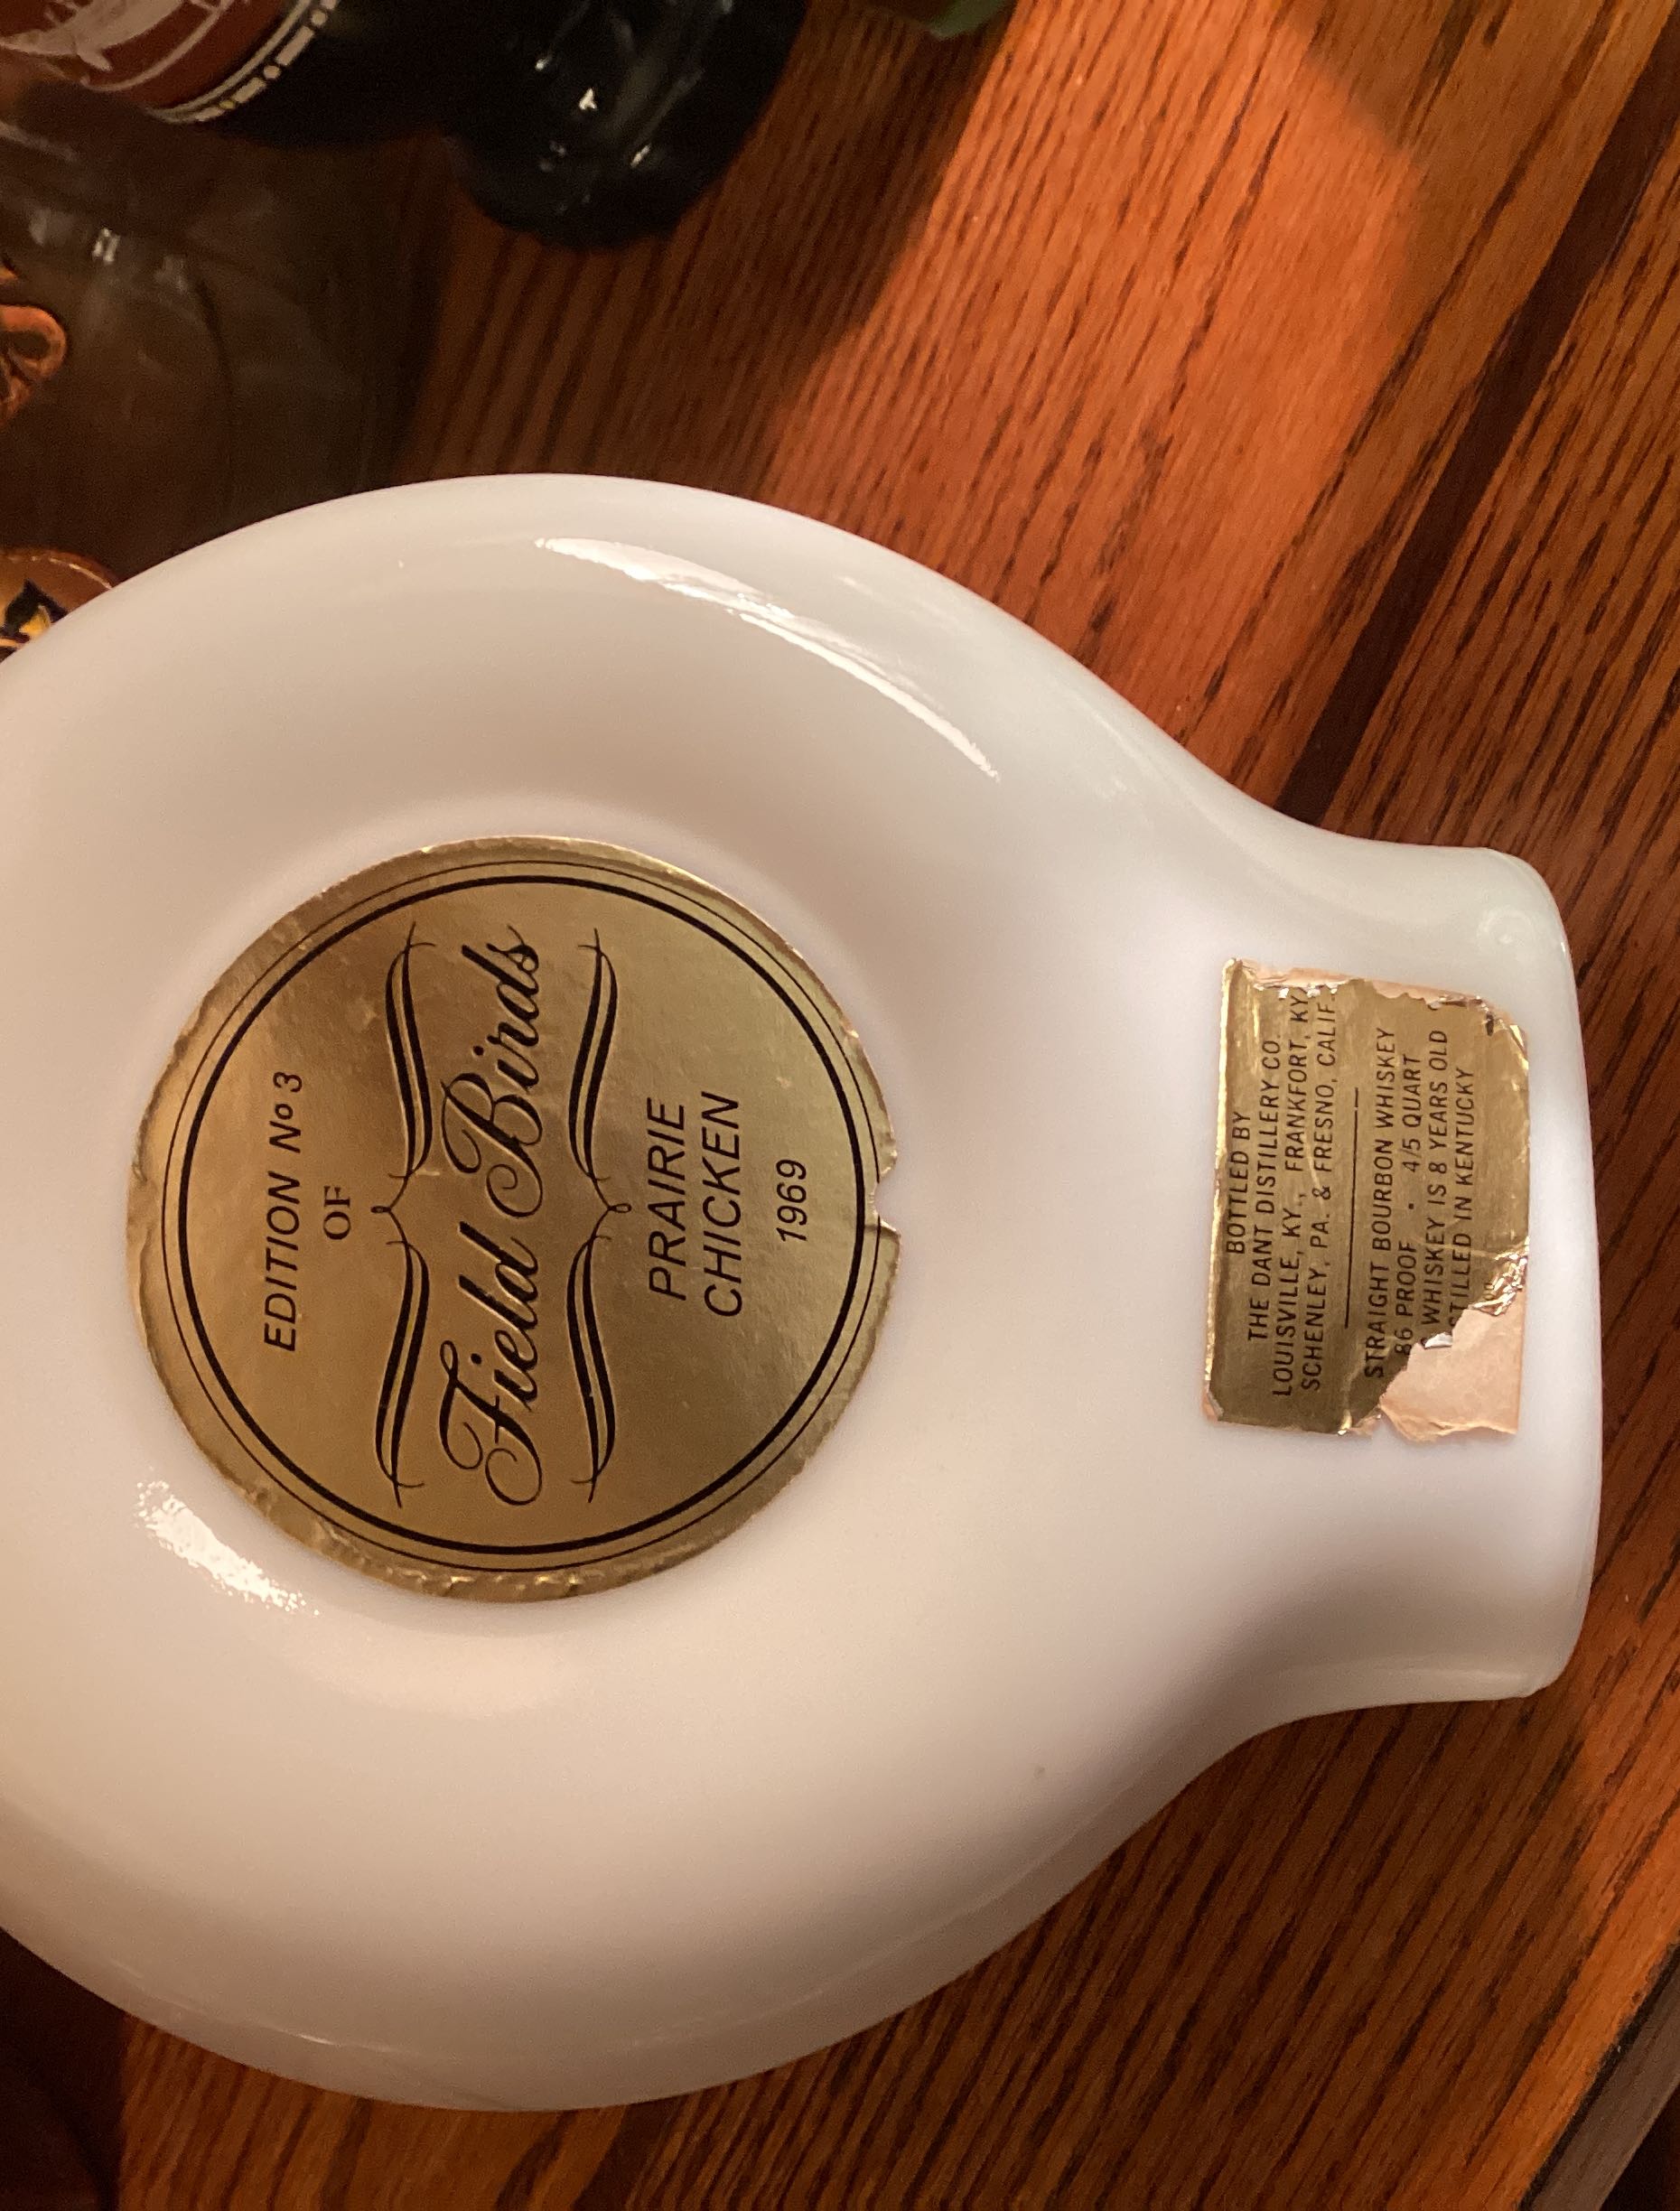 EDITION Nº 3
OF
Field Birds
PRAIRIE
CHICKEN
1969
BOTTLED BY
THE DANT DISTILLERY CO.
LOUISVILLE, KY., FRANKFORT, KY.
SCHENLEY, PA. & FRESNO, CALIF.
STRAIGHT BOURBON WHISKEY
86 PROOF • 4/5 QUART
WHISKEY IS 8 YEARS OLD
STILLED IN KENTUCKY